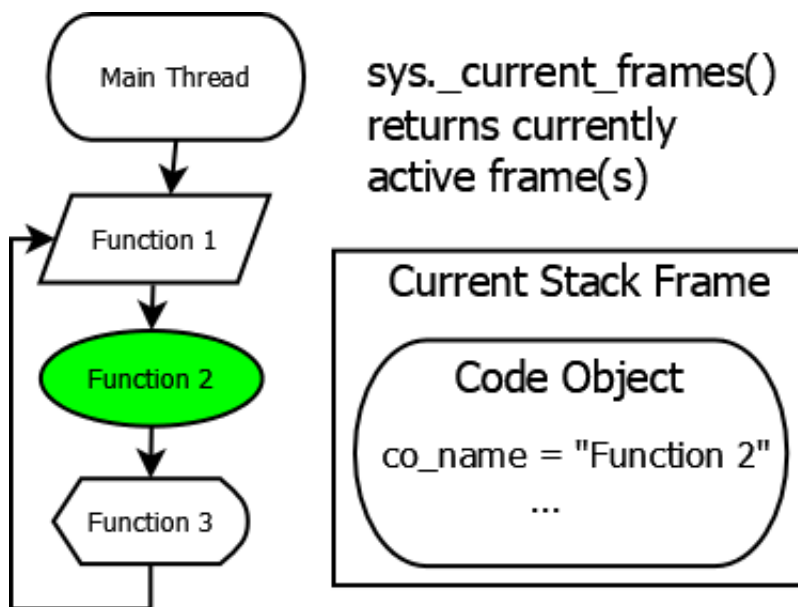 Main Thread
Function 1
Function 2
Function 3
sys._current_frames()
returns currently
active frame(s)
Current Stack Frame
Code Object
co_name = "Function 2"
...